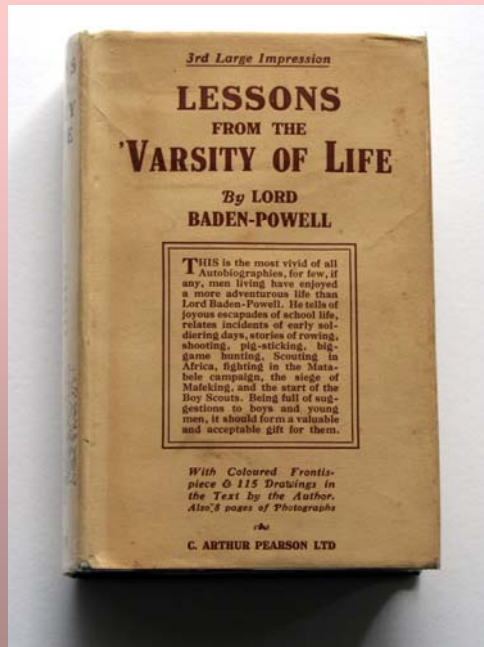 3rd Large Impression
LESSONS
FROM THE
'VARSITY OF LIFE
By LORD
BADEN-POWELL
THIS is the most vivid of all
Autobiographies, for few, if
any, men living have enjoyed
a more adventurous life than
Lord Baden-Powell. He tells of
joyous escapades of school life,
relates incidents of early sol-
diering days, stories of rowing,
shooting, pig-sticking, big-
game hunting, Scouting in
Africa, fighting in the Mata-
bele campaign, the siege of
Mafeking, and the start of the
Boy Scouts. Being full of sug-
gestions to boys and young
men, it should form a valuable
and acceptable gift for them.
With Coloured Frontis-
piece & 115 Drawings in
the Text by the Author.
Also 8 pages of Photographs
C. ARTHUR PEARSON LTD